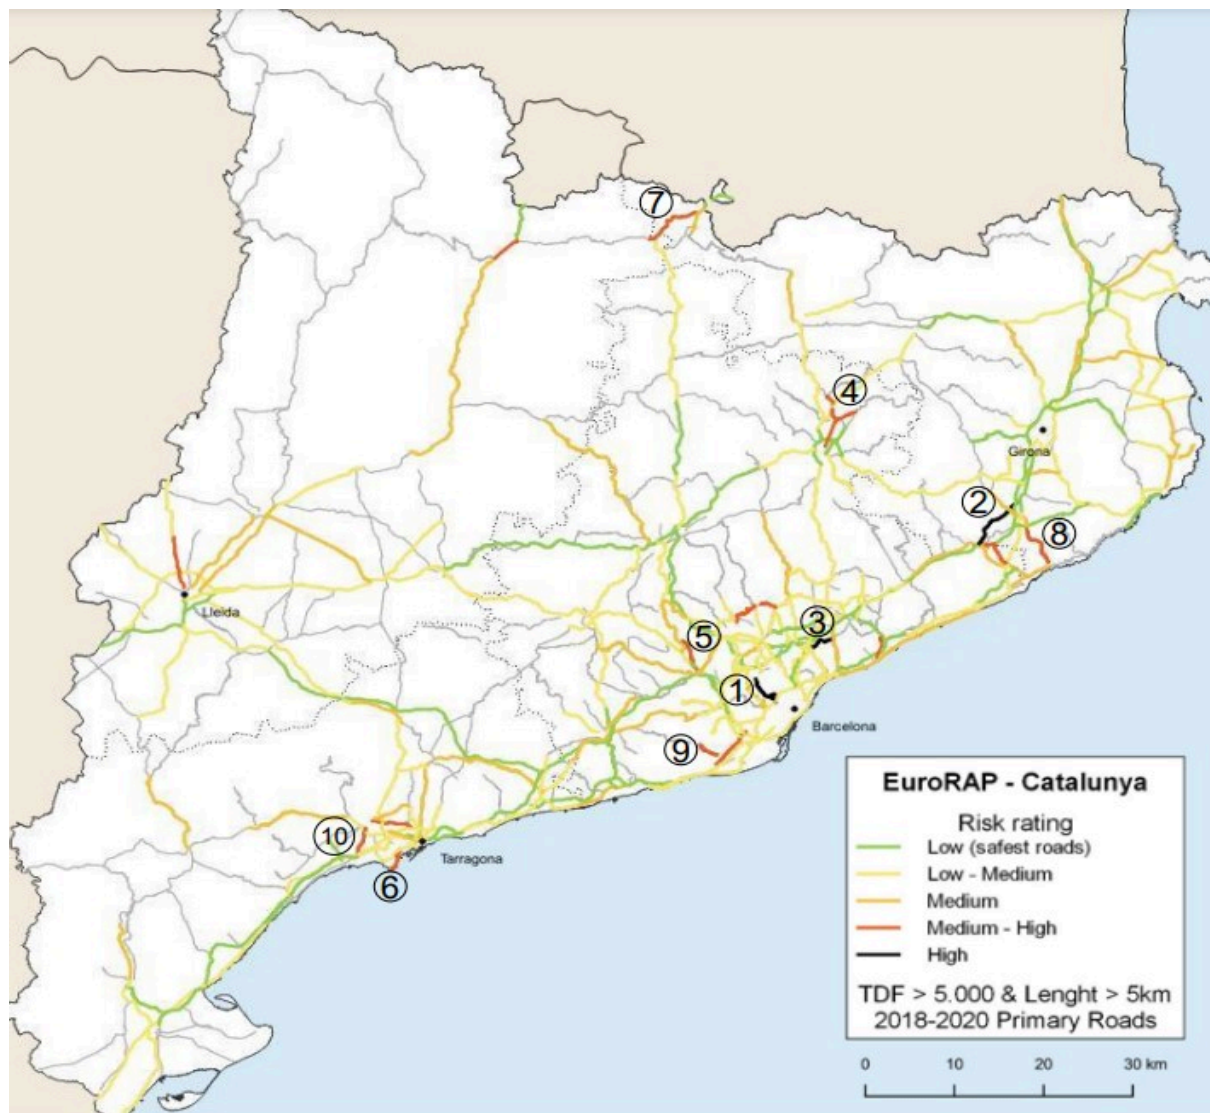 7
4
Girona
2
8
Lleida
3
5
1
Barcelona
9
10
Tarragona
6
EuroRAP - Catalunya
Risk rating
Low (safest roads)
Low - Medium
Medium
Medium - High
High
TDF > 5.000 & Lenght > 5km
2018-2020 Primary Roads
0 10 20 30 km